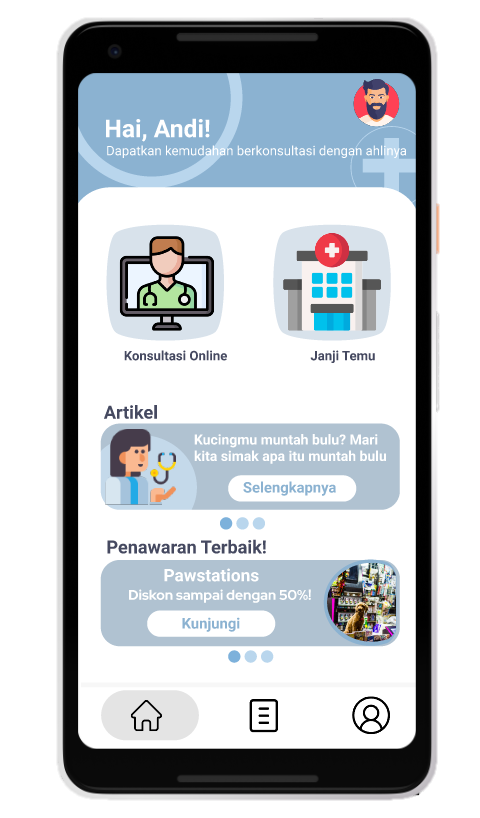 Hai, Andi!
Dapatkan kemudahan berkonsultasi dengan ahlinya
Konsultasi Online
Janji Temu
Artikel
Kucingmu muntah bulu? Mari
kita simak apa itu muntah bulu
Selengkapnya
Penawaran Terbaik!
Pawstations
Diskon sampai dengan 50%!
Kunjungi